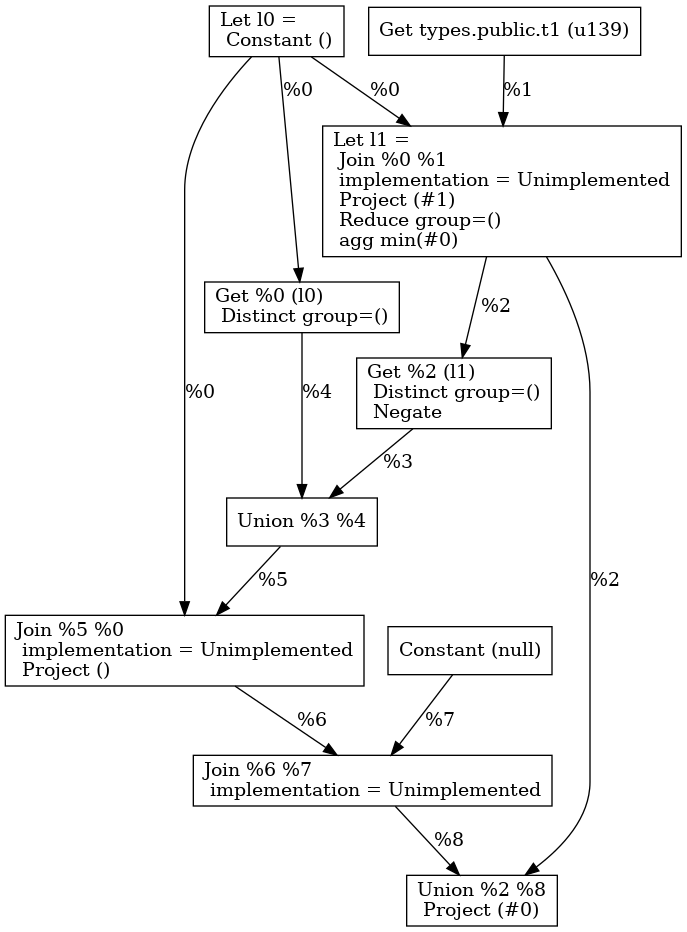 Let l0 =
Constant ()
Get types.public.t1 (u139)
%0
%0
%1
Let l1 =
Join %0 %1
implementation = Unimplemented
Project (#1)
Reduce group=()
agg min(#0)
Get %0 (l0)
Distinct group=()
%2
Get %2 (l1)
Distinct group=()
Negate
%0
%4
%3
Union %3 %4
%5
%2
Join %5 %0
implementation = Unimplemented
Project ()
Constant (null)
%6
%7
Join %6 %7
implementation = Unimplemented
%8
Union %2 %8
Project (#0)